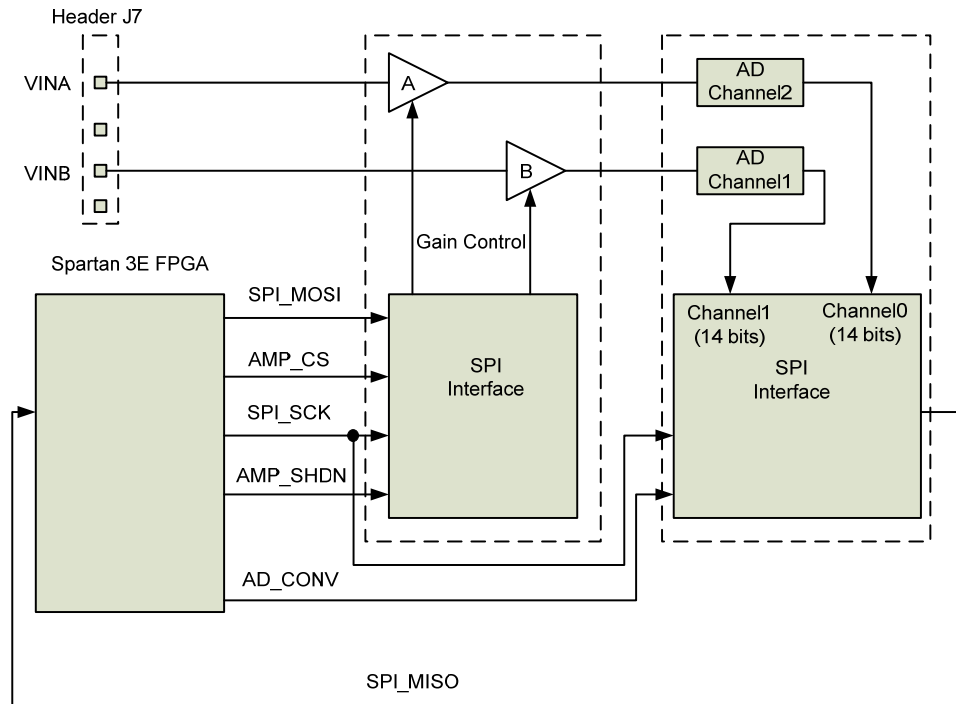 Header J7
VINA
VINB
A
B
AD
Channel2
AD
Channel1
Gain Control
Spartan 3E FPGA
SPI_MOSI
AMP_CS
SPI_SCK
AMP_SHDN
AD_CONV
SPI
Interface
Channel1
(14 bits)
Channel0
(14 bits)
SPI
Interface
SPI_MISO